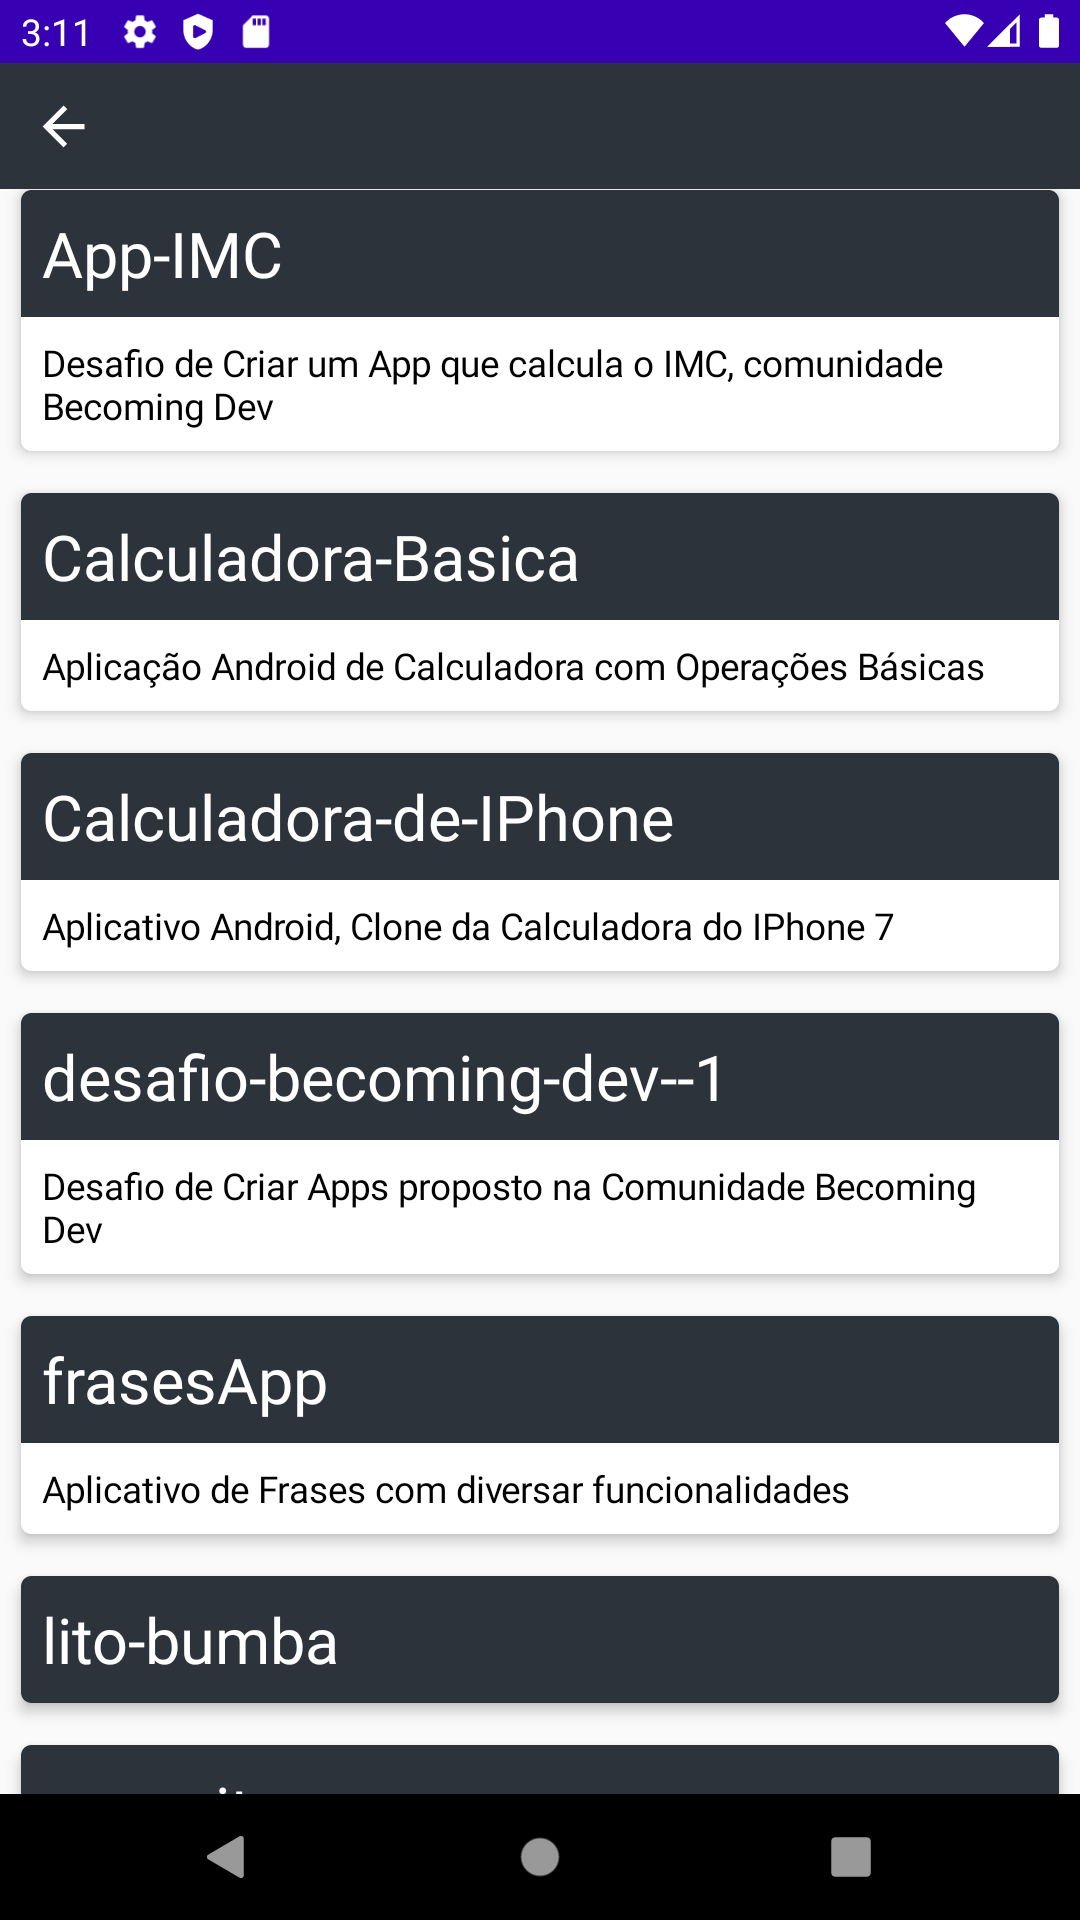 3:11
App-IMC
Desafio de Criar um App que calcula o IMC, comunidade
Becoming Dev
Calculadora-Basica
Aplicação Android de Calculadora com Operações Básicas
Calculadora-de-IPhone
Aplicativo Android, Clone da Calculadora do IPhone 7
desafio-becoming-dev--1
Desafio de Criar Apps proposto na Comunidade Becoming
Dev
frasesApp
Aplicativo de Frases com diversar funcionalidades
lito-bumba